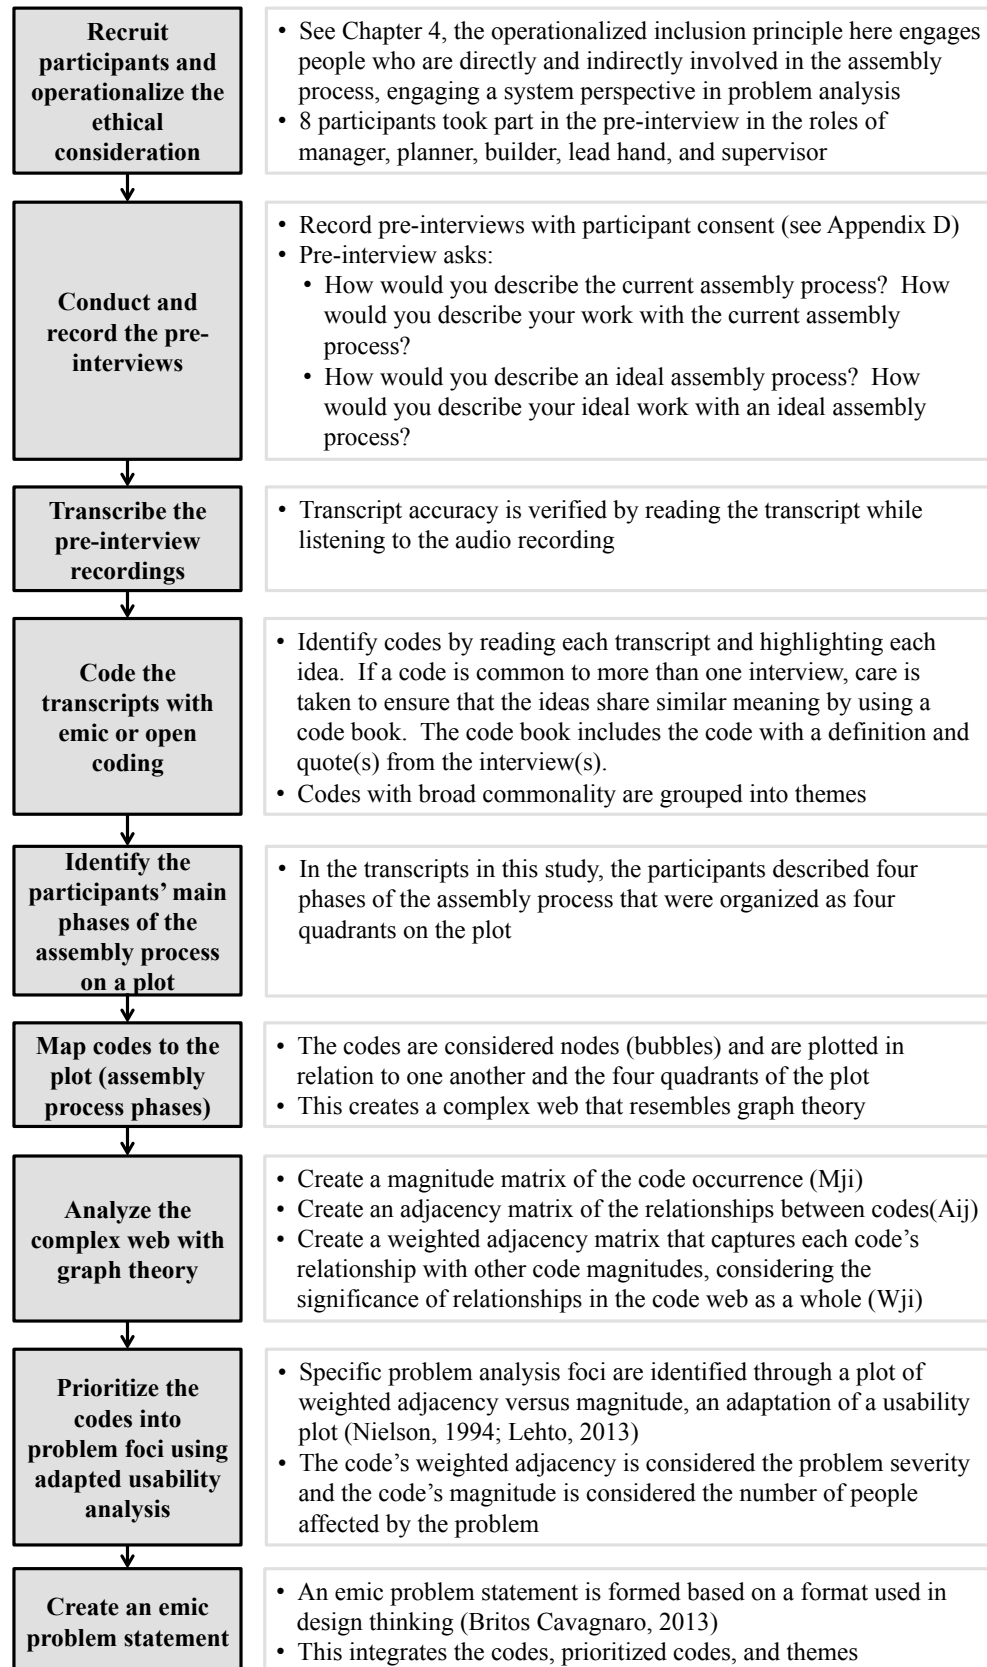 Recruit
participants and
operationalize the
ethical
consideration
• See Chapter 4, the operationalized inclusion principle here engages
people who are directly and indirectly involved in the assembly
process, engaging a system perspective in problem analysis
• 8 participants took part in the pre-interview in the roles of
manager, planner, builder, lead hand, and supervisor
Conduct and
record the pre-
interviews
• Record pre-interviews with participant consent (see Appendix D)
• Pre-interview asks:
• How would you describe the current assembly process?  How
would you describe your work with the current assembly
process?
• How would you describe an ideal assembly process?  How
would you describe your ideal work with an ideal assembly
process?
Transcribe the
pre-interview
recordings
• Transcript accuracy is verified by reading the transcript while
listening to the audio recording
Code the
transcripts with
emic or open
coding
• Identify codes by reading each transcript and highlighting each
idea.  If a code is common to more than one interview, care is
taken to ensure that the ideas share similar meaning by using a
code book.  The code book includes the code with a definition and
quote(s) from the interview(s).
• Codes with broad commonality are grouped into themes
Identify the
participants’ main
phases of the
assembly process
on a plot
• In the transcripts in this study, the participants described four
phases of the assembly process that were organized as four
quadrants on the plot
Map codes to the
plot (assembly
process phases)
• The codes are considered nodes (bubbles) and are plotted in
relation to one another and the four quadrants of the plot
• This creates a complex web that resembles graph theory
Analyze the
complex web with
graph theory
• Create a magnitude matrix of the code occurrence (Mji)
• Create an adjacency matrix of the relationships between codes(Aij)
• Create a weighted adjacency matrix that captures each code’s
relationship with other code magnitudes, considering the
significance of relationships in the code web as a whole (Wji)
Prioritize the
codes into
problem foci using
adapted usability
analysis
• Specific problem analysis foci are identified through a plot of
weighted adjacency versus magnitude, an adaptation of a usability
plot (Nielson, 1994; Lehto, 2013)
• The code’s weighted adjacency is considered the problem severity
and the code’s magnitude is considered the number of people
affected by the problem
Create an emic
problem statement
• An emic problem statement is formed based on a format used in
design thinking (Britos Cavagnaro, 2013)
• This integrates the codes, prioritized codes, and themes